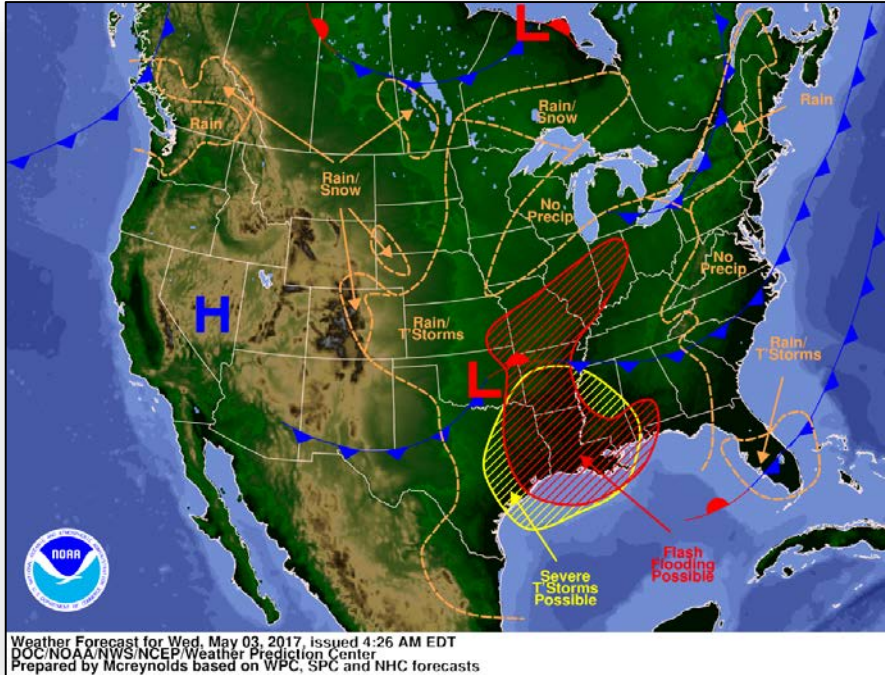 L
Rain/
Snow
Rain
Rain
Rain/
Snow
No
Precip
No
Precip
H
Rain/
T'Storms
Rain/
T'Storms
L
Flash
Flooding
Possible
Severe
T'Storms
Possible
NOAA
Weather Forecast for Wed, May 03, 2017, issued 4:26 AM EDT
DOC/NOAA/NWS/NCEP/Weather Prediction Center
Prepared by Mcreynolds based on WPC, SPC and NHC forecasts